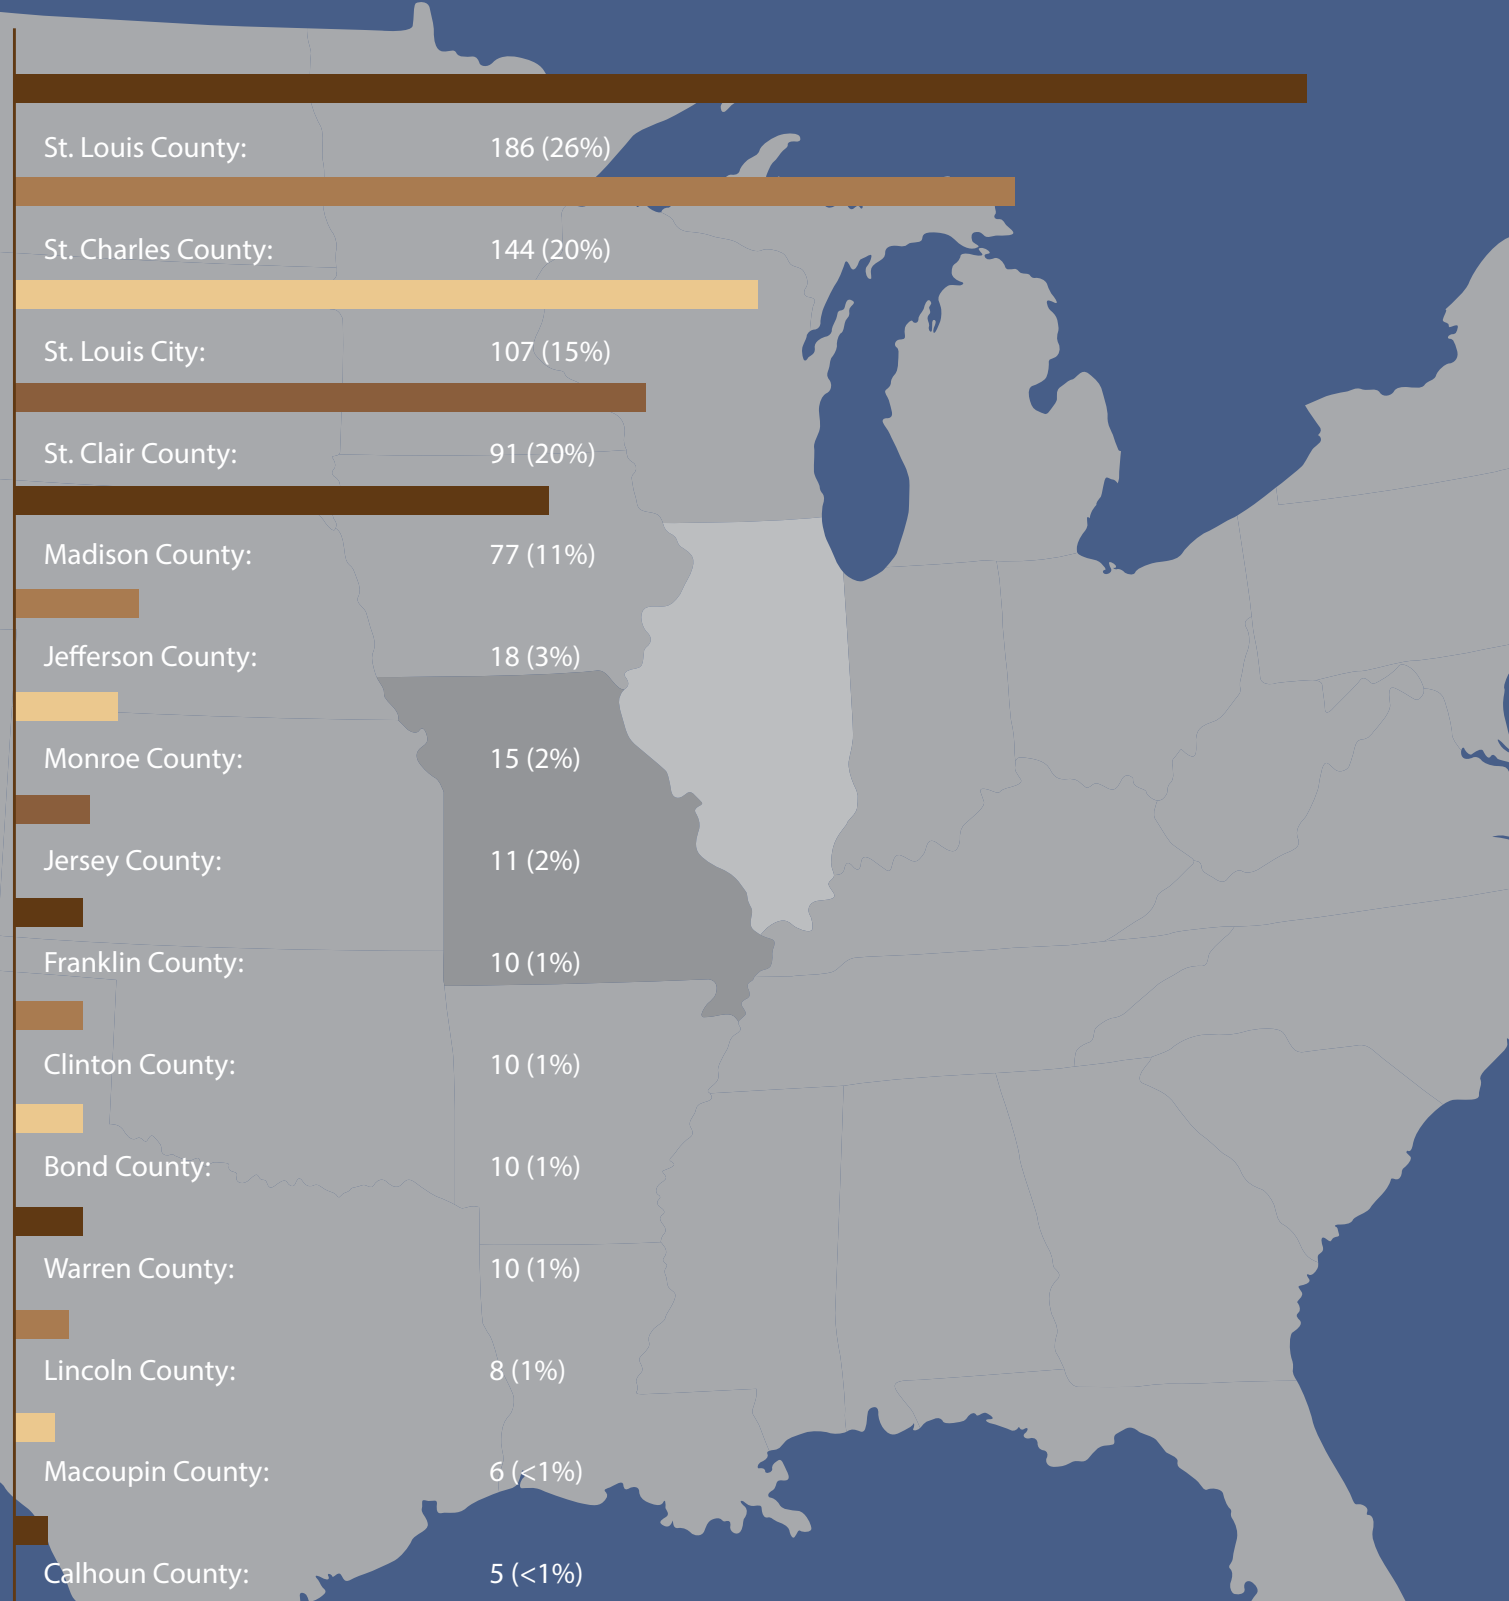 St. Louis County: 186 (26%)
St. Charles County: 144 (20%)
St. Louis City: 107 (15%)
St. Clair County: 91 (20%)
Madison County: 77 (11%)
Jefferson County: 18 (3%)
Monroe County: 15 (2%)
Jersey County: 11 (2%)
Franklin County: 10 (1%)
Clinton County: 10 (1%)
Bond County: 10 (1%)
Warren County: 10 (1%)
Lincoln County: 8 (1%)
Macoupin County: 6 (<1%)
Calhoun County: 5 (<1%)